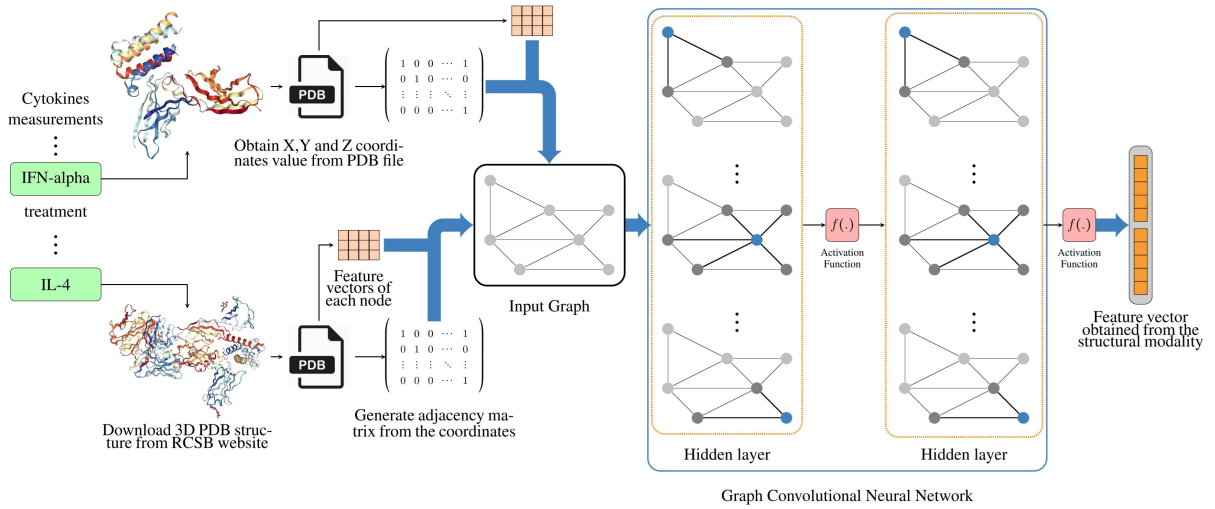 Cytokines
measurements
IFN-alpha
treatment
IL-4
PDB
1 0 0 ⋯ 1
0 1 0 ⋯ 0
⋮ ⋮ ⋮ ⋱ ⋮
0 0 0 ⋯ 1
Obtain X,Y and Z coordi-
nates value from PDB file
Feature
vectors of
each node
PDB
1 0 0 ⋯ 1
0 1 0 ⋯ 0
⋮ ⋮ ⋮ ⋱ ⋮
0 0 0 ⋯ 1
Download 3D PDB struc-
ture from RCSB website
Generate adjacency ma-
trix from the coordinates
Input Graph
f(.)
Activation
Function
f(.)
Activation
Function
Hidden layer
Hidden layer
Graph Convolutional Neural Network
Feature vector
obtained from the
structural modality